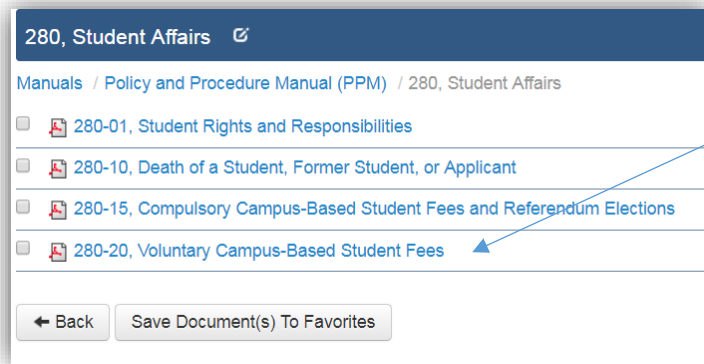 280, Student Affairs
Manuals / Policy and Procedure Manual (PPM) / 280, Student Affairs
280-01, Student Rights and Responsibilities
280-10, Death of a Student, Former Student, or Applicant
280-15, Compulsory Campus-Based Student Fees and Referendum Elections
280-20, Voluntary Campus-Based Student Fees
Back Save Document(s) To Favorites